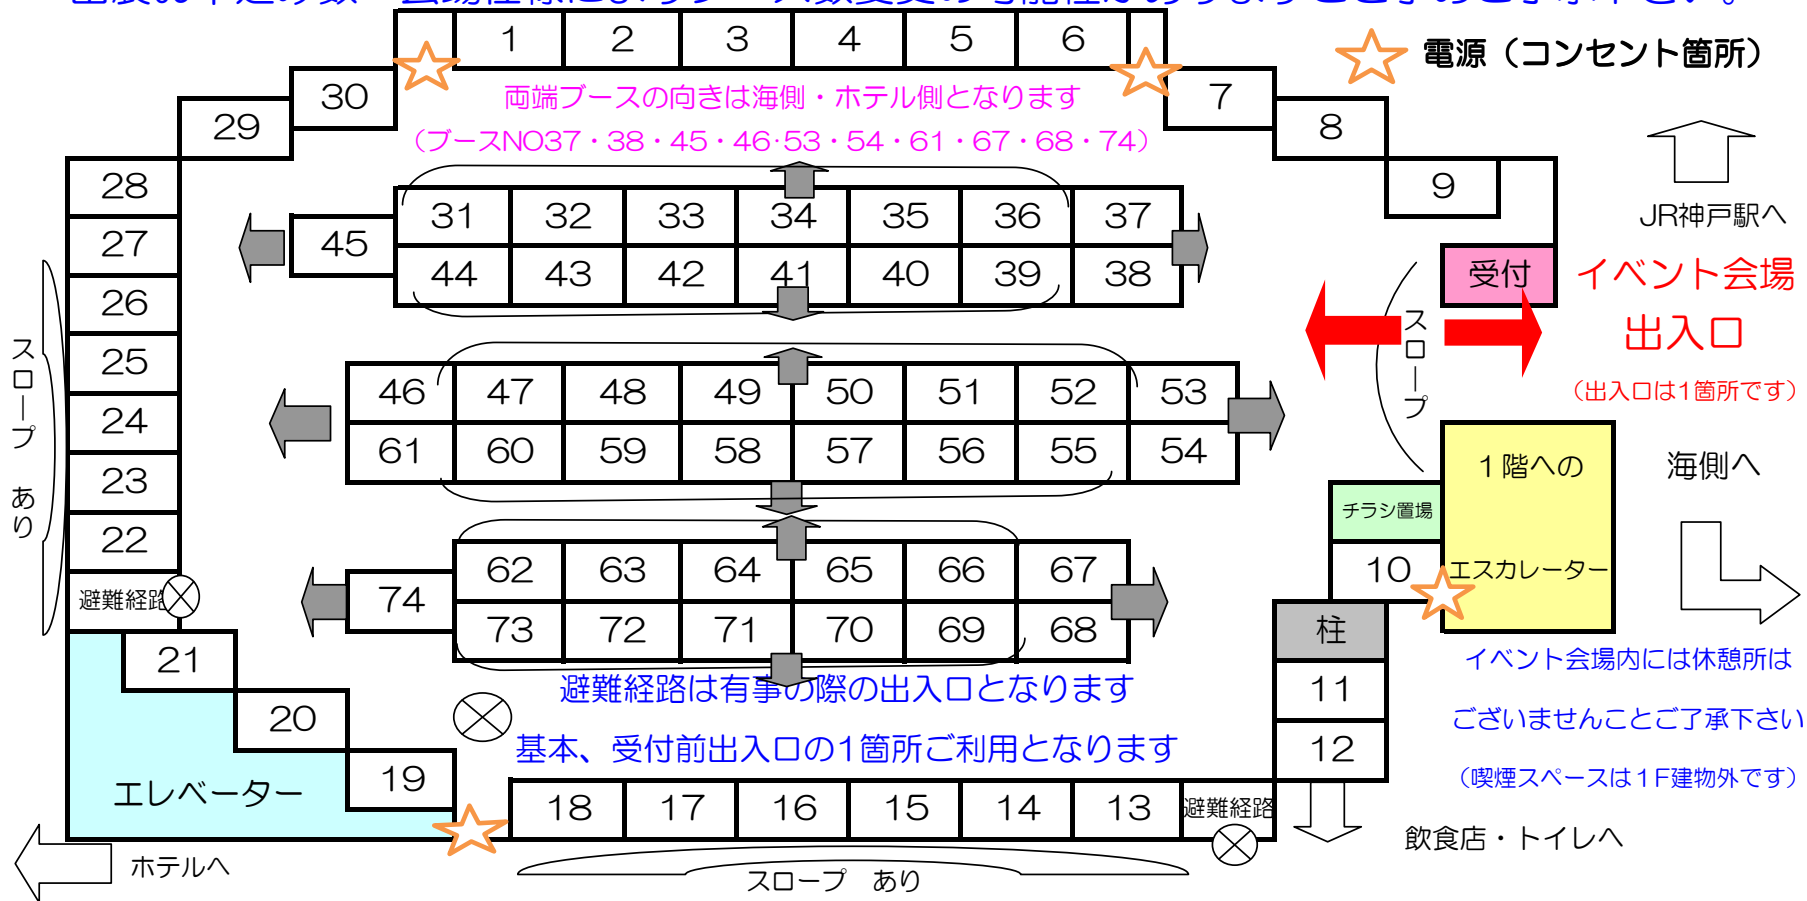 1 2 3 4 5 6
電源（コンセント箇所）
30 7
29 8
両端ブースの向きは海側・ホテル側となります
（ブースNO37・38・45・46・53・54・61・67・68・74）
28 9
JR神戸駅へ
31 32 33 34 35 36 37
27 45
44 43 42 41 40 39 38
受付
イベント会場
出入口
（出入口は1箇所です）
スロープ
26
25
24
23
22
スロープ　あり
46 47 48 49 50 51 52 53
61 60 59 58 57 56 55 54
１階への
エスカレーター
海側へ
チラシ置場
10
62 63 64 65 66 67
74
73 72 71 70 69 68
避難経路
柱
21
20
19
エレベーター
11
12
イベント会場内には休憩所は
ございませんことご了承下さい
（喫煙スペースは１F建物外です）
避難経路は有事の際の出入口となります
基本、受付前出入口の1箇所ご利用となります
18 17 16 15 14 13
避難経路
飲食店・トイレへ
ホテルへ
スロープ　あり